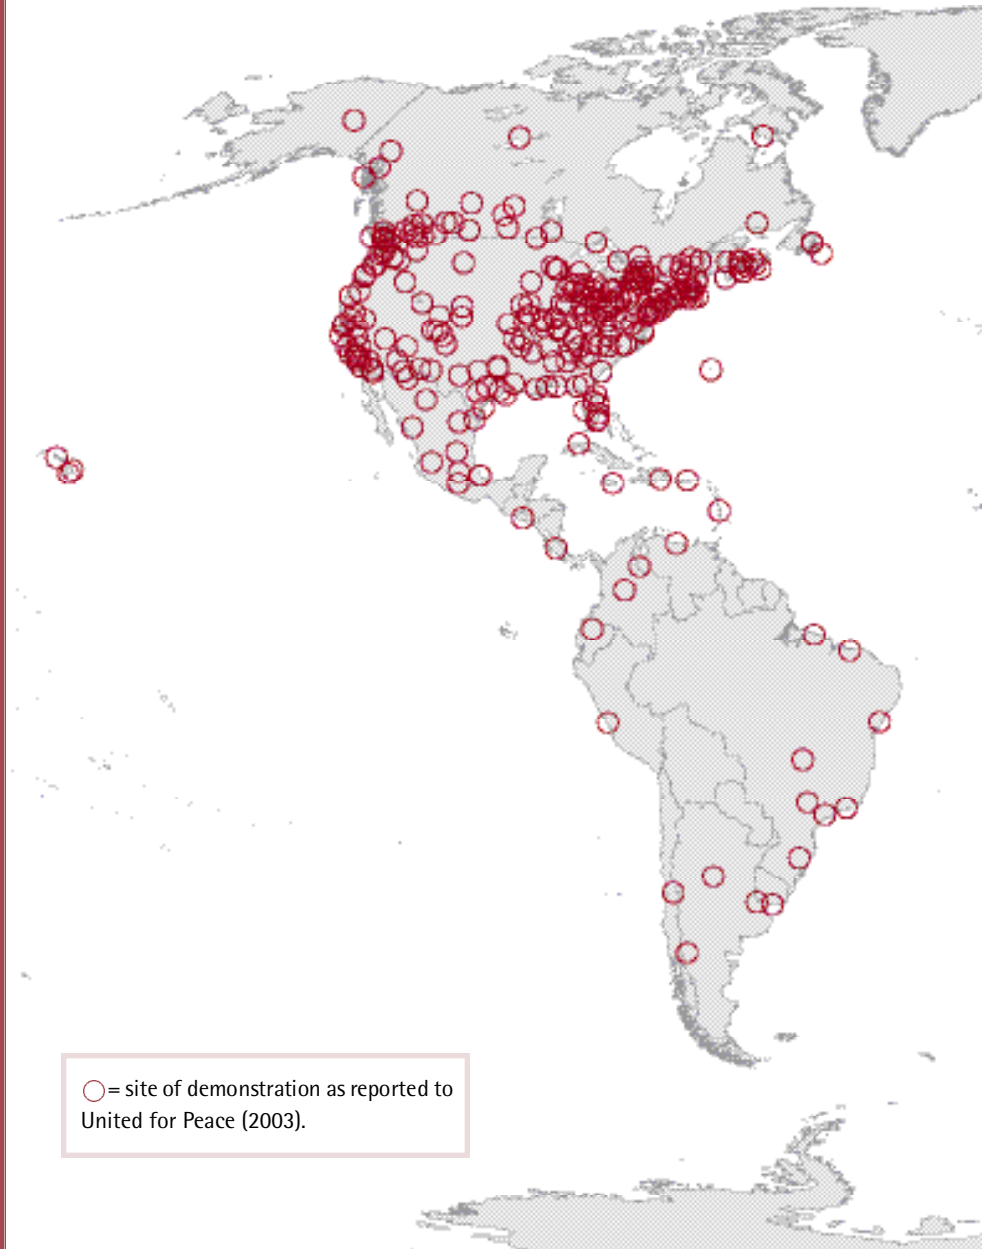 = site of demonstration as reported to
United for Peace (2003).